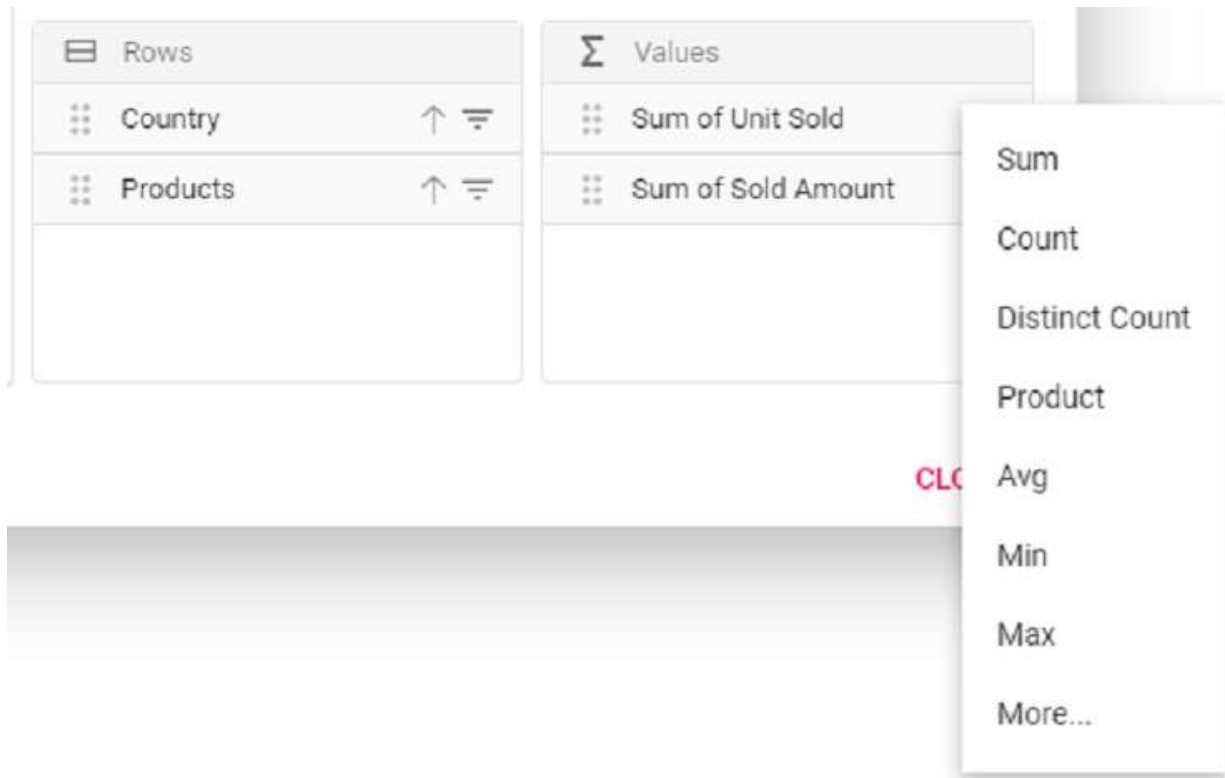 Rows
Country
Products
Σ Values
Sum of Unit Sold
Sum of Sold Amount
CLO
Sum
Count
Distinct Count
Product
Avg
Min
Max
More...